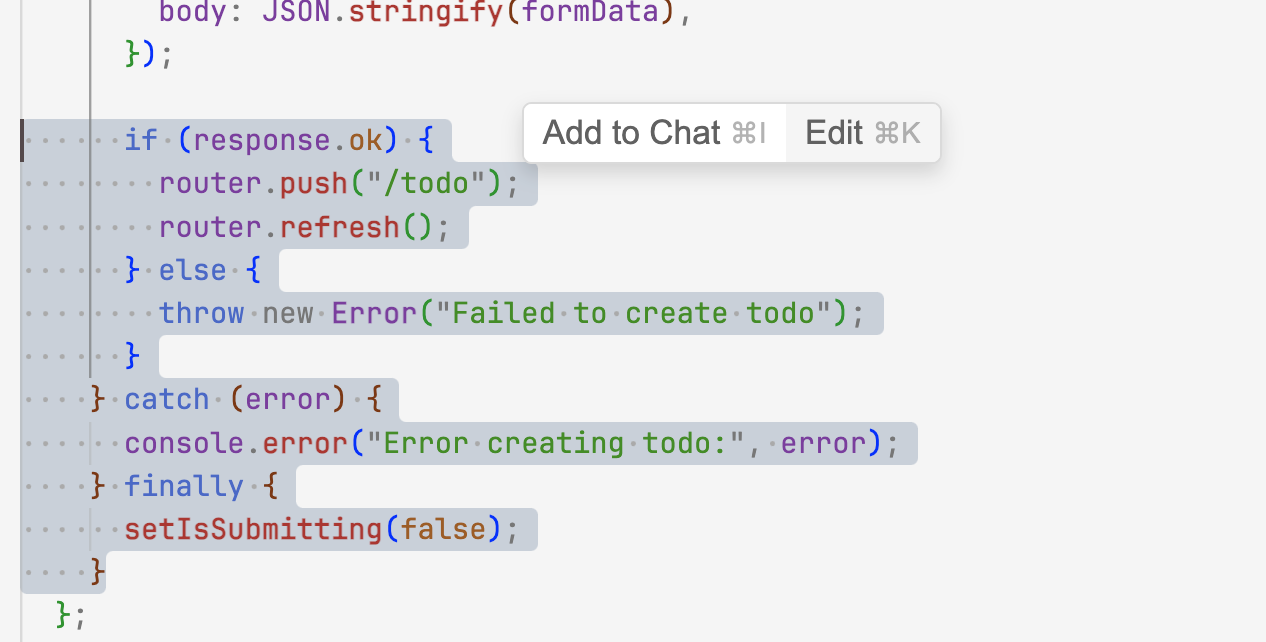 body: JSON.stringify(formData),
});
if (response.ok) {
Add to Chat ⌘I Edit ⌘K
router.push("/todo");
router.refresh();
} else {
throw new Error("Failed to create todo");
}
} catch (error) {
console.error("Error creating todo:", error);
} finally {
setIsSubmitting(false);
}
};